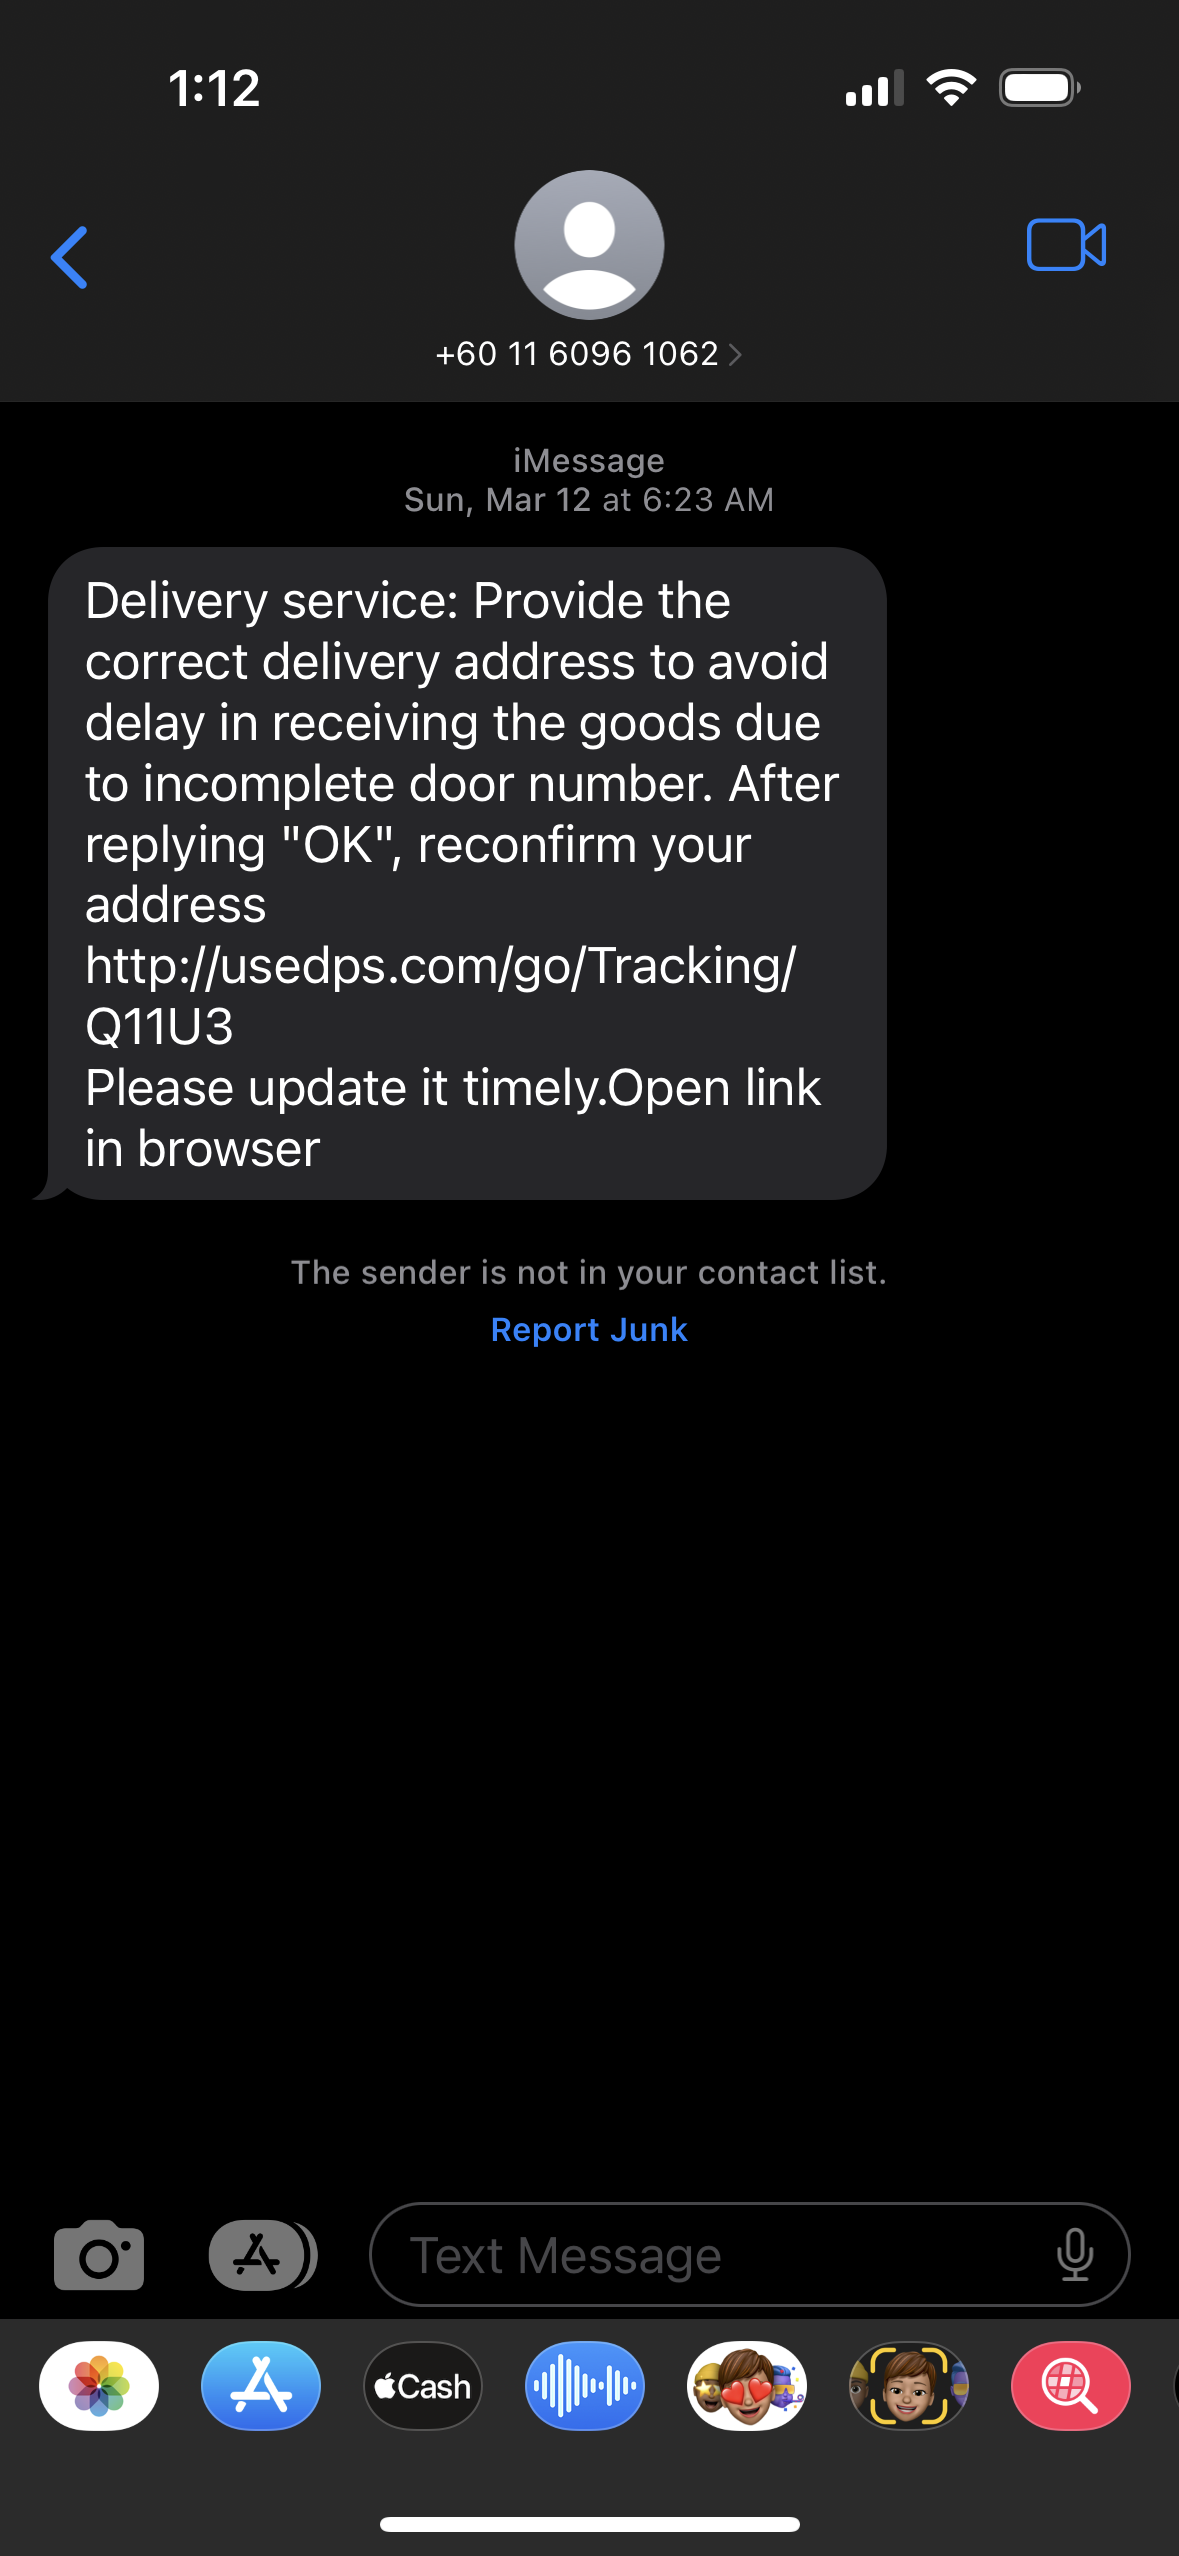 1:12
+60 11 6096 1062
iMessage
Sun, Mar 12 at 6:23 AM
Delivery service: Provide the
correct delivery address to avoid
delay in receiving the goods due
to incomplete door number. After
replying "OK", reconfirm your
address
http://usedps.com/go/Tracking/
Q11U3
Please update it timely.Open link
in browser
The sender is not in your contact list.
Report Junk
Text Message
Cash